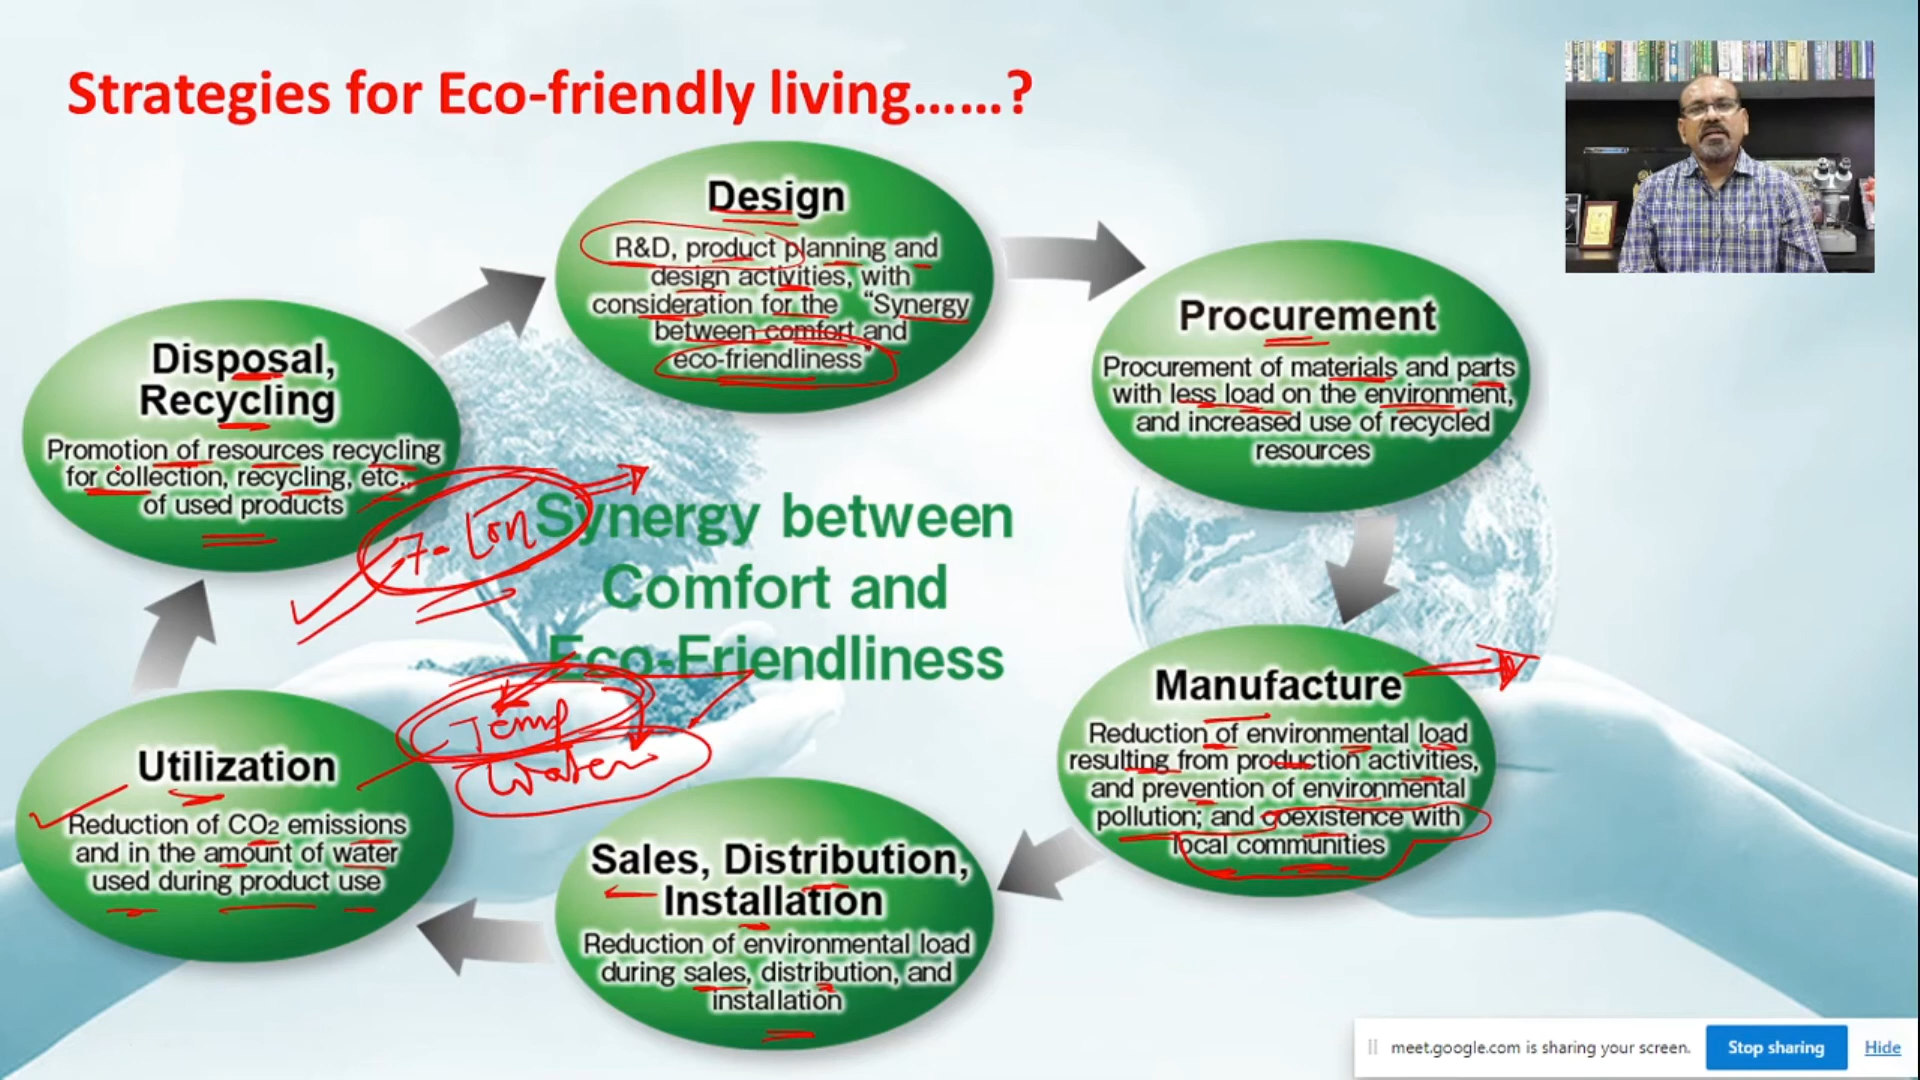 Strategies for Eco-friendly living......?
Design
R&D, product planning and
design activities, with
consideration for the "Synergy
between comfort and
eco-friendliness"
Procurement
Procurement of materials and parts
with less load on the environment,
and increased use of recycled
resources
Manufacture
Reduction of environmental load
resulting from production activities,
and prevention of environmental
pollution; and coexistence with
local communities
Sales, Distribution,
Installation
Reduction of environmental load
during sales, distribution, and
installation
Utilization
Reduction of CO2 emissions
and in the amount of water
used during product use
Disposal,
Recycling
Promotion of resources recycling
for collection, recycling, etc.,
of used products
Synergy between
Comfort and
Eco-Friendliness
Temp
Water
meet.google.com is sharing your screen.
Stop sharing
Hide